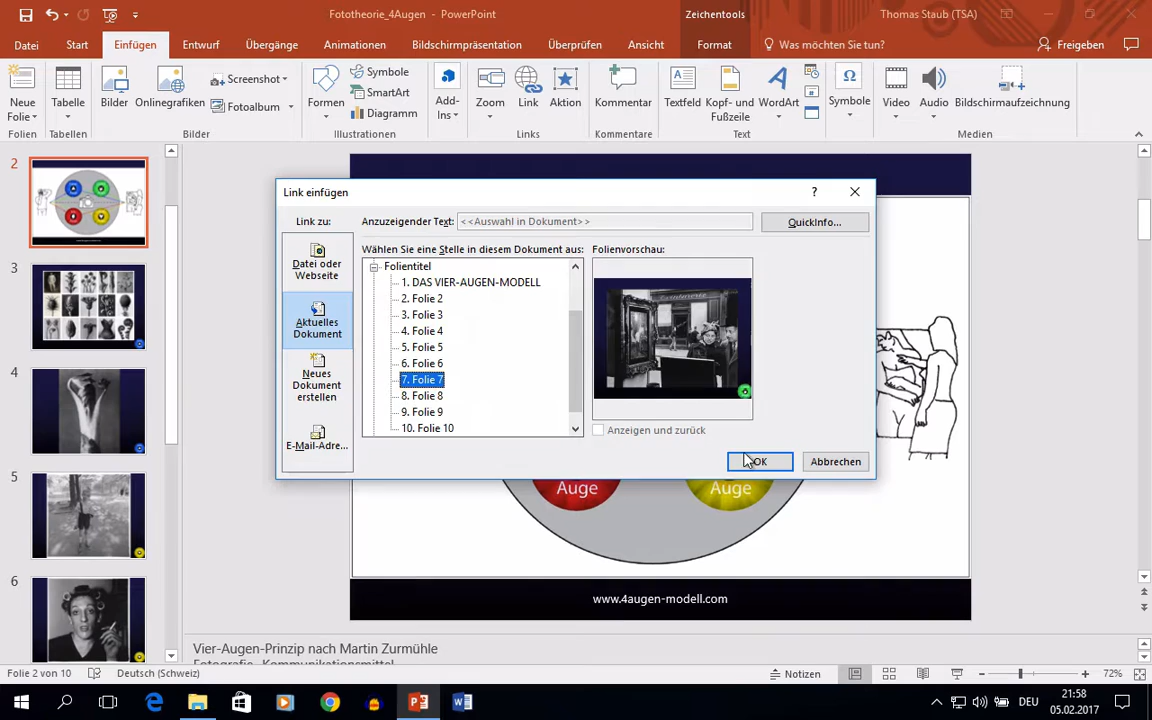 Fototheorie_4Augen - PowerPoint
Zeichentools
Thomas Staub (TSA)
Datei
Start
Einfügen
Entwurf
Übergänge
Animationen
Bildschirmpräsentation
Überprüfen
Ansicht
Format
Was möchten Sie tun?
Freigeben
Neue Folie
Tabelle
Bilder
Onlinegrafiken
Screenshot
Fotoalbum
Formen
Symbole
SmartArt
Diagramm
Add-Ins
Zoom
Link
Aktion
Kommentar
Textfeld
Kopf- und Fußzeile
WordArt
Symbole
Video
Audio
Bildschirmaufzeichnung
Folien
Tabellen
Bilder
Illustrationen
Links
Kommentare
Text
Medien
2
3
4
5
6
Link einfügen
?
Link zu:
Anzuzeigender Text:
<<Auswahl in Dokument>>
QuickInfo...
Datei oder Webseite
Aktuelles Dokument
Neues Dokument erstellen
E-Mail-Adre...
Wählen Sie eine Stelle in diesem Dokument aus:
Folienvorschau:
Folientitel
1. DAS VIER-AUGEN-MODELL
2. Folie 2
3. Folie 3
4. Folie 4
5. Folie 5
6. Folie 6
7. Folie 7
8. Folie 8
9. Folie 9
10. Folie 10
Anzeigen und zurück
OK
Abbrechen
Auge
Auge
www.4augen-modell.com
Vier-Augen-Prinzip nach Martin Zurmühle
Fotografie - Kommunikationsmittel
Folie 2 von 10
Deutsch (Schweiz)
Notizen
72%
DEU
21:58
05.02.2017